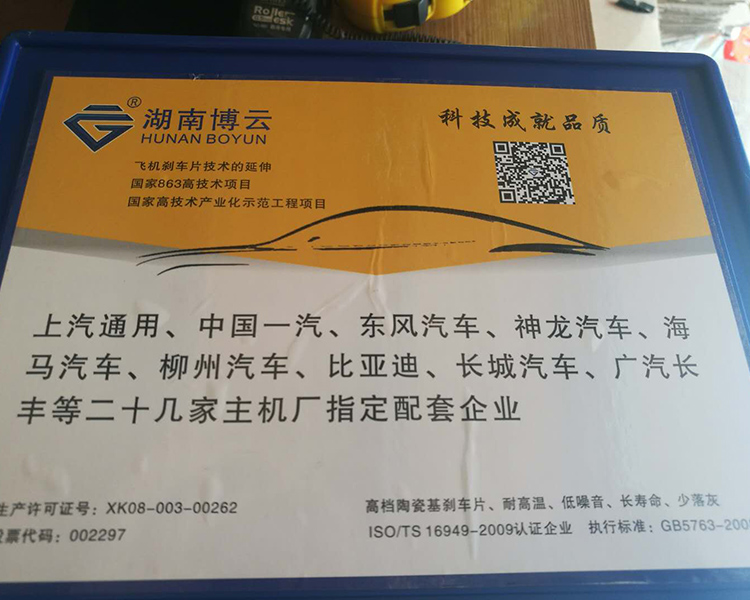 Roller
esk
®
湖南博云
HUNAN BOYUN
科技成就品质
飞机刹车片技术的延伸
国家863高技术项目
国家高技术产业化示范工程项目
上汽通用、中国一汽、东风汽车、神龙汽车、海
马汽车、柳州汽车、比亚迪、长城汽车、广汽长
丰等二十几家主机厂指定配套企业
生产许可证号：XK08-003-00262
股票代码：002297
高档陶瓷基刹车片、耐高温、低噪音、长寿命、少落灰
ISO/TS 16949-2009认证企业 执行标准：GB5763-200